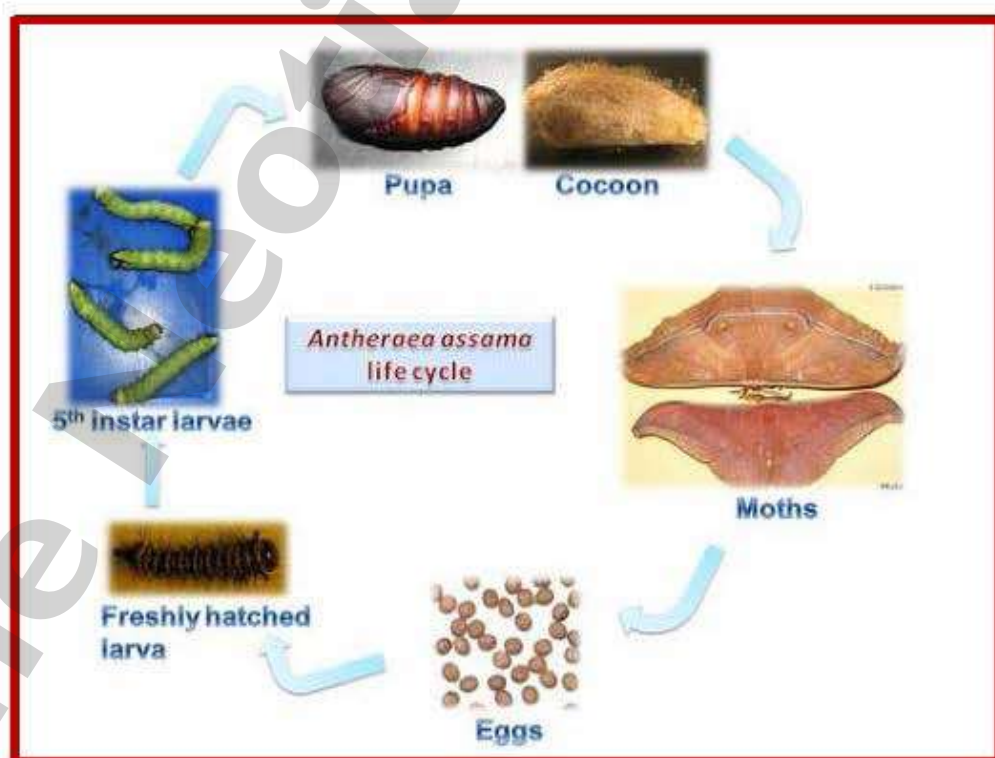 Pupa
Cocoon
Antheraea assama
life cycle
5th instar larvae
Moths
Freshly hatched
larva
Eggs